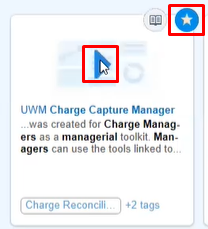 UWM Charge Capture Manager
...was created for Charge Manag-
ers as a managerial toolkit. Man-
agers can use the tools linked to...
Charge Reconcili... +2 tags